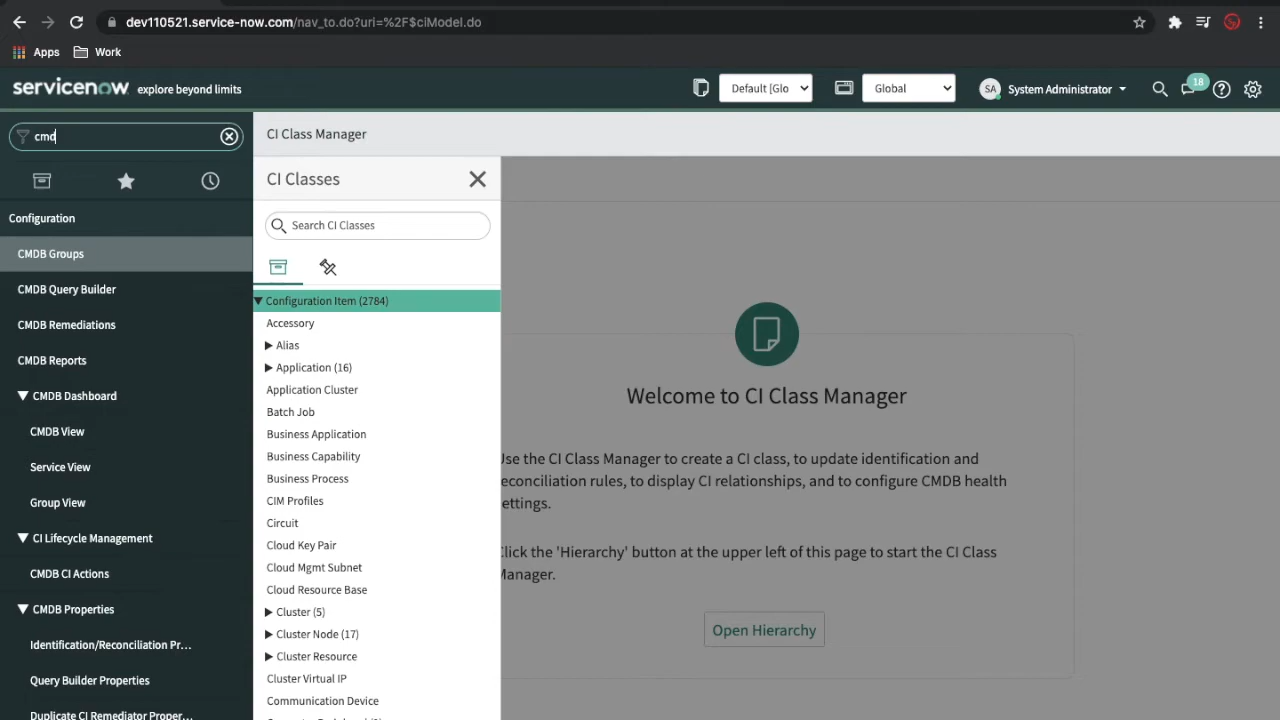 dev110521.service-now.com/nav_to.do?uri=%2F$ciModel.do
Apps Work
servicenow explore beyond limits
Default [Glo Global SA System Administrator 18
cmd
CI Class Manager
CI Classes
Search CI Classes
Configuration
CMDB Groups
CMDB Query Builder
CMDB Remediations
CMDB Reports
CMDB Dashboard
CMDB View
Service View
Group View
CI Lifecycle Management
CMDB CI Actions
CMDB Properties
Identification/Reconciliation Pr...
Query Builder Properties
Duplicate CI Remediator Proper...
Configuration Item (2784)
Accessory
Alias
Application (16)
Application Cluster
Batch Job
Business Application
Business Capability
Business Process
CIM Profiles
Circuit
Cloud Key Pair
Cloud Mgmt Subnet
Cloud Resource Base
Cluster (5)
Cluster Node (17)
Cluster Resource
Cluster Virtual IP
Communication Device
Welcome to CI Class Manager
Use the CI Class Manager to create a CI class, to update identification and
reconciliation rules, to display CI relationships, and to configure CMDB health
settings.
Click the 'Hierarchy' button at the upper left of this page to start the CI Class
Manager.
Open Hierarchy